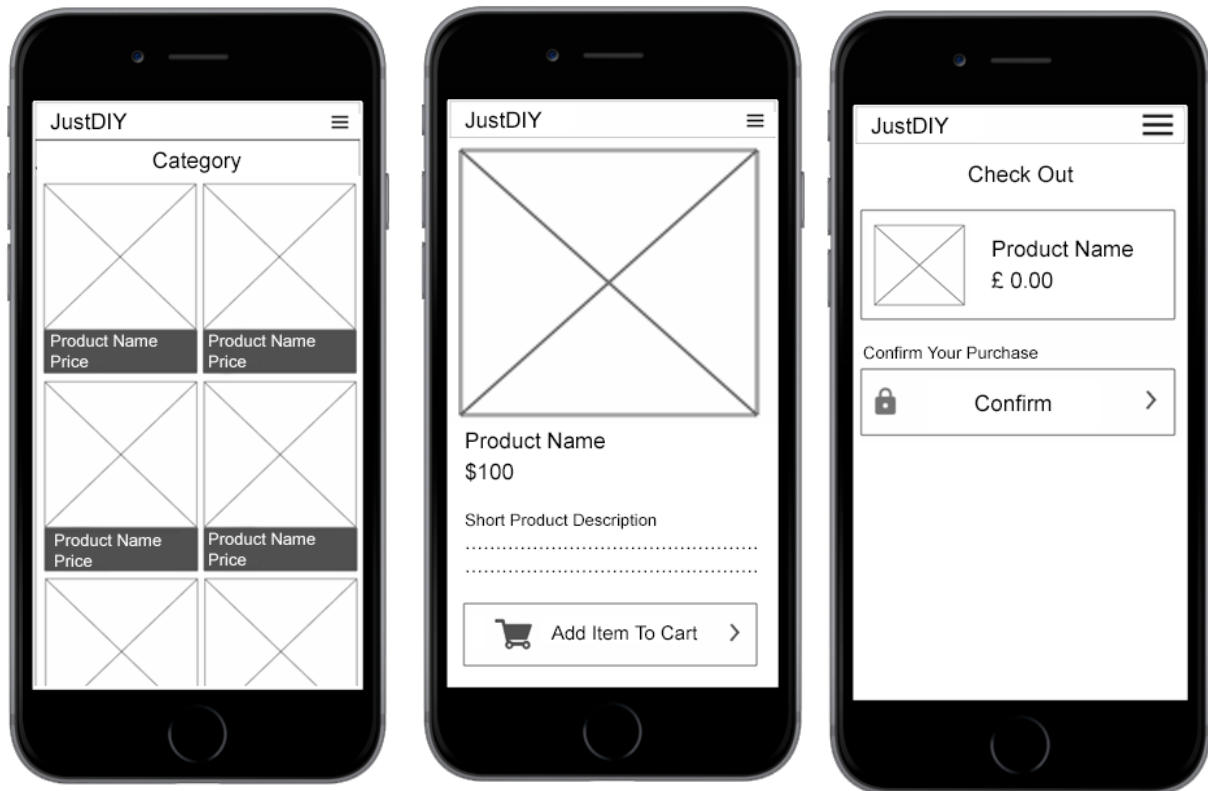 JustDIY
Category
Product Name
Price
Product Name
Price
Product Name
Price
Product Name
Price
JustDIY
Product Name
$100
Short Product Description
Add Item To Cart
JustDIY
Check Out
Product Name
£ 0.00
Confirm Your Purchase
Confirm